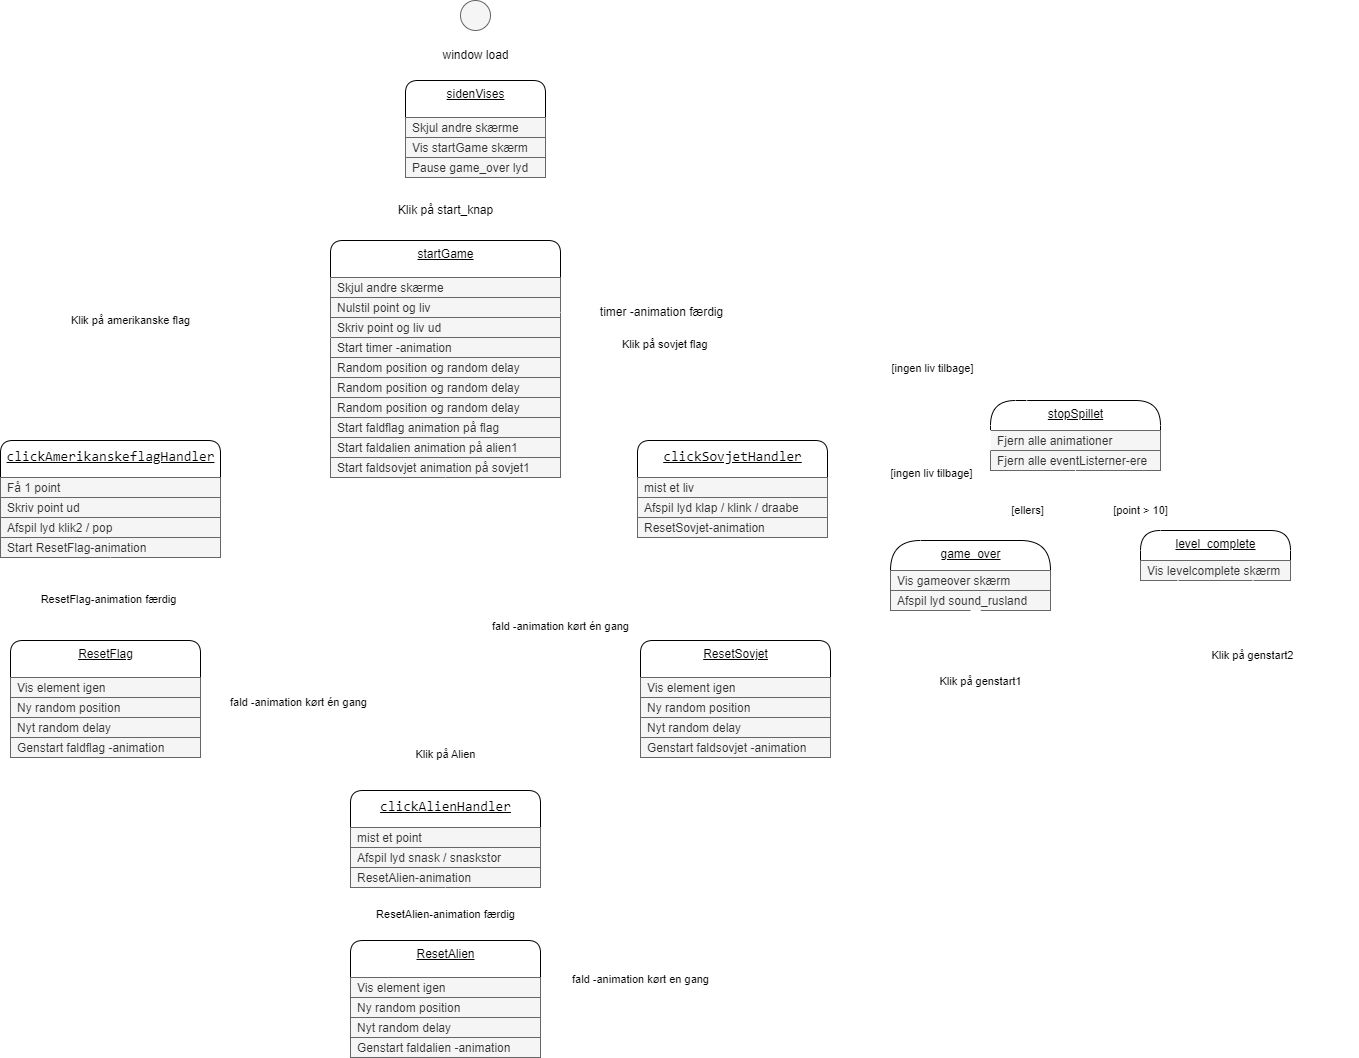 window load
sidenVises
Skjul andre skærme
Vis startGame skærm
Pause game_over lyd
Klik på start_knap
startGame
Skjul andre skærme
Nulstil point og liv
Skriv point og liv ud
Start timer -animation
Random position og random delay
Random position og random delay
Random position og random delay
Start faldflag animation på flag
Start faldalien animation på alien1
Start faldsovjet animation på sovjet1
Klik på amerikanske flag
timer -animation færdig
Klik på sovjet flag
[ingen liv tilbage]
stopSpillet
Fjern alle animationer
Fjern alle eventListerner-ere
clickAmerikanskeflagHandler
Få 1 point
Skriv point ud
Afspil lyd klik2 / pop
Start ResetFlag-animation
clickSovjetHandler
mist et liv
Afspil lyd klap / klink / draabe
ResetSovjet-animation
[ingen liv tilbage]
[ellers]
[point > 10]
game_over
Vis gameover skærm
Afspil lyd sound_rusland
level_complete
Vis levelcomplete skærm
ResetFlag-animation færdig
fald -animation kørt én gang
ResetFlag
Vis element igen
Ny random position
Nyt random delay
Genstart faldflag -animation
ResetSovjet
Vis element igen
Ny random position
Nyt random delay
Genstart faldsovjet -animation
Klik på genstart2
Klik på genstart1
fald -animation kørt én gang
Klik på Alien
clickAlienHandler
mist et point
Afspil lyd snask / snaskstor
ResetAlien-animation
ResetAlien-animation færdig
ResetAlien
Vis element igen
Ny random position
Nyt random delay
Genstart faldalien -animation
fald -animation kørt en gang